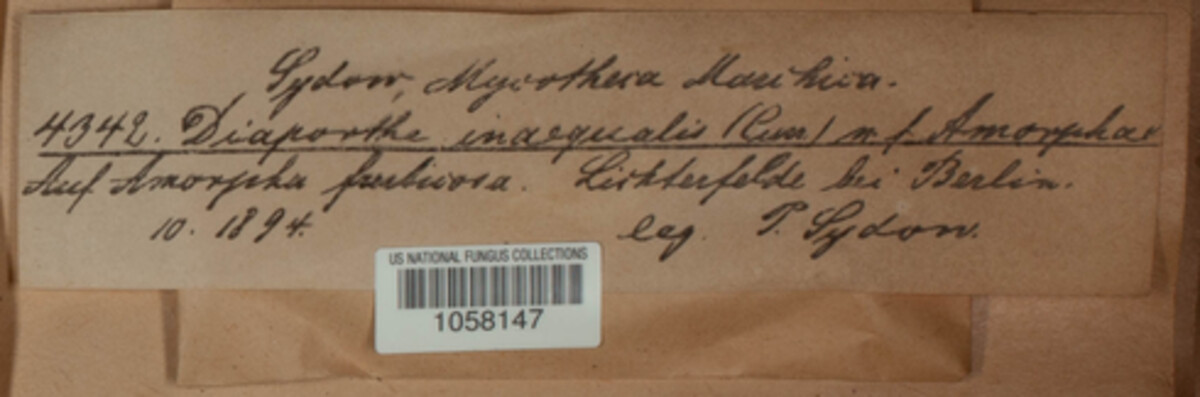 Sydow, Mycotheca Marchica.
4342. Diaporthe inaequalis (Curr) n. f. Amorphae
Auf Amorpha fruticosa. Lichterfelde bei Berlin.
10. 1894. leg. P. Sydow.
US NATIONAL FUNGUS COLLECTIONS
1058147